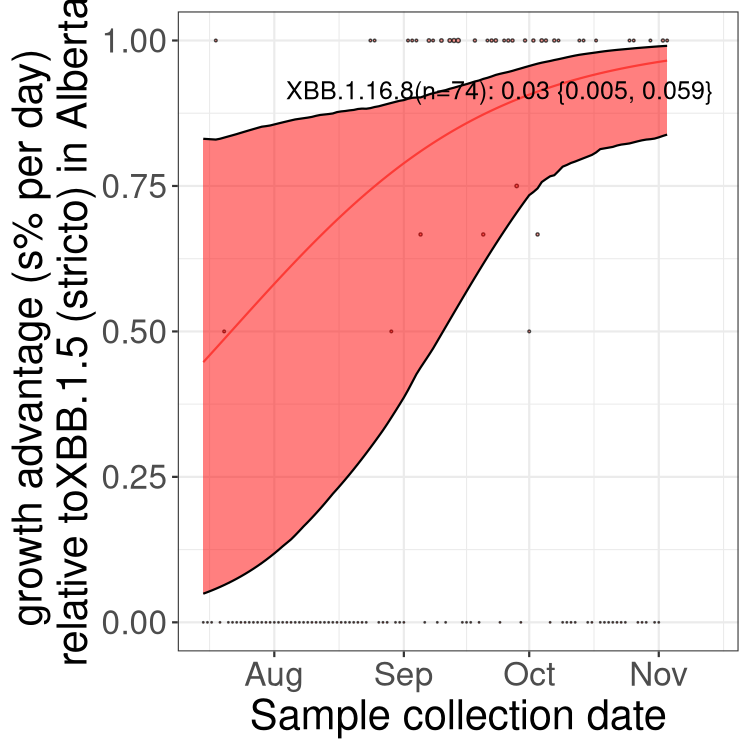 growth advantage (s% per day)
relative toXBB.1.5 (stricto) in Alberta
1.00
0.75
0.50
0.25
0.00
XBB.1.16.8(n=74): 0.03 {0.005, 0.059}
Aug Sep Oct Nov
Sample collection date